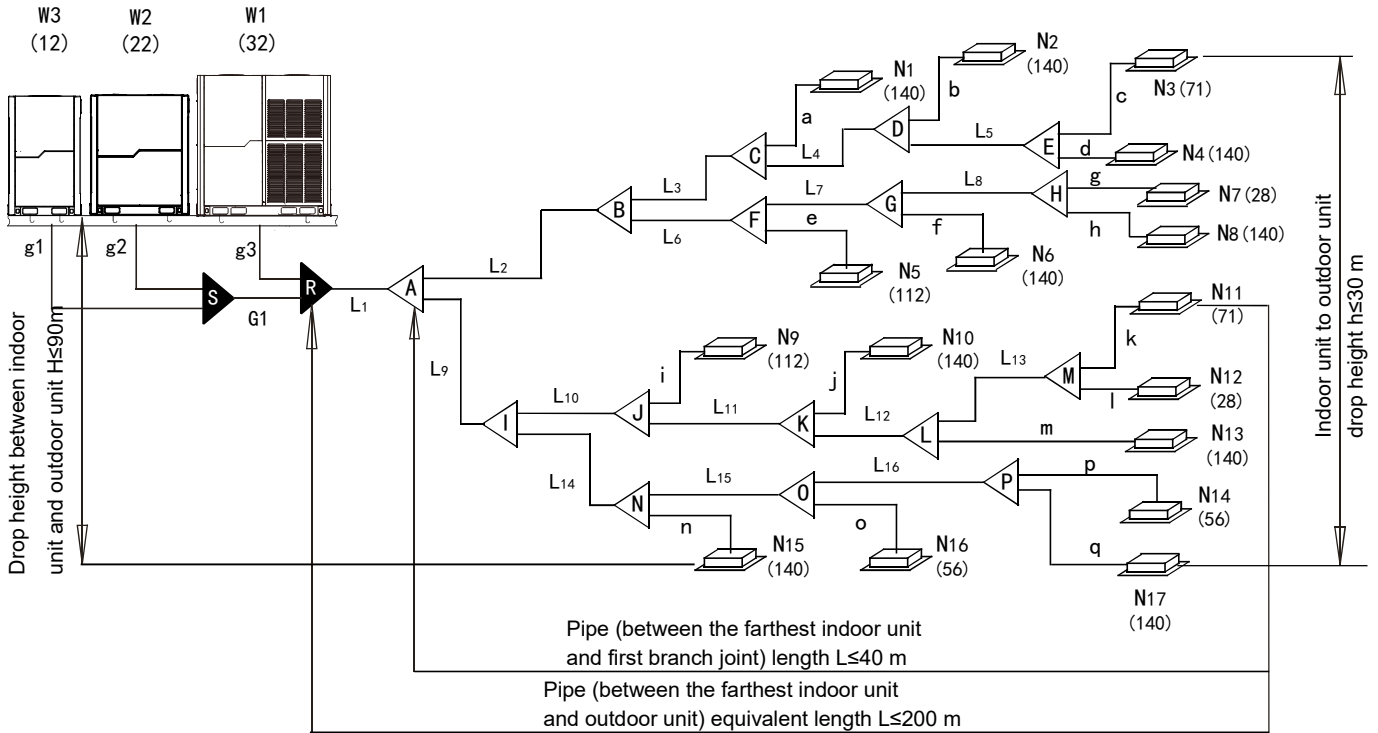 W3
(12)
W2
(22)
W1
(32)
g1
g2
g3
S
G1
R
L1
A
L2
B
L3
C
a
N1
(140)
L4
D
b
N2
(140)
L5
E
c
N3(71)
d
N4(140)
L6
F
L7
e
N5
(112)
G
L8
f
N6
(140)
H
g
N7(28)
h
N8(140)
L9
I
L10
J
i
N9
(112)
L11
K
j
N10
(140)
L12
L
L13
M
k
N11
(71)
l
N12
(28)
m
N13
(140)
L14
N
L15
n
N15
(140)
O
L16
o
N16
(56)
P
p
N14
(56)
q
N17
(140)
Drop height between indoor
unit and outdoor unit H≤90m
Indoor unit to outdoor unit
drop height h≤30 m
Pipe (between the farthest indoor unit
and first branch joint) length L≤40 m
Pipe (between the farthest indoor unit
and outdoor unit) equivalent length L≤200 m